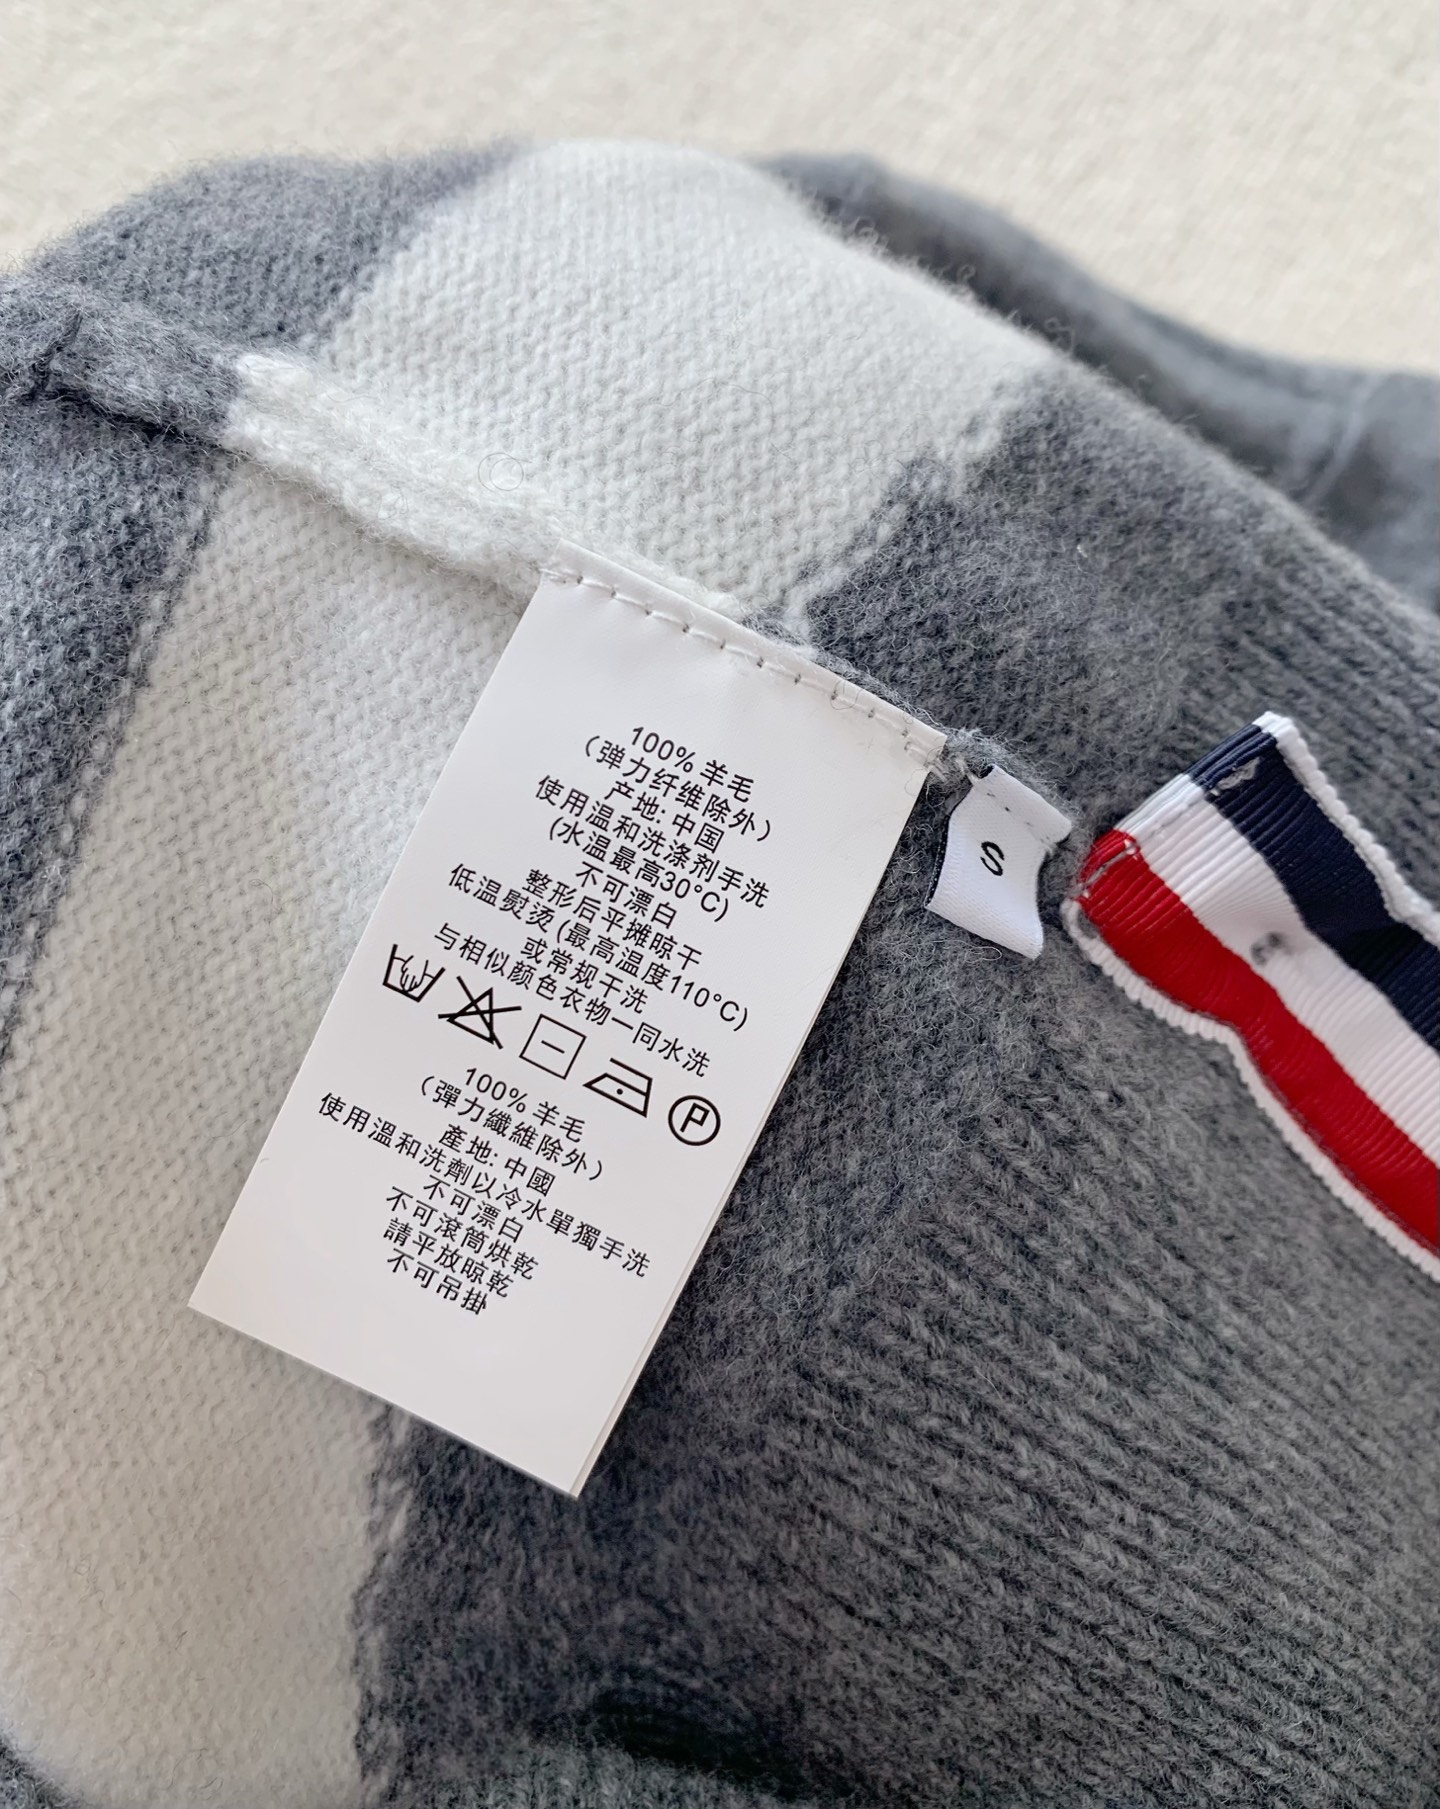 100% 羊毛
（弹力纤维除外）
产地: 中国
使用温和洗涤剂手洗
(水温最高30°C)
不可漂白
整形后平摊晾干
低温熨烫(最高温度110°C)
或常规干洗
与相似颜色衣物一同水洗
P
100% 羊毛
（彈力纖維除外）
產地: 中國
使用溫和洗劑以冷水單獨手洗
不可漂白
不可滾筒烘乾
請平放晾乾
不可吊掛
S